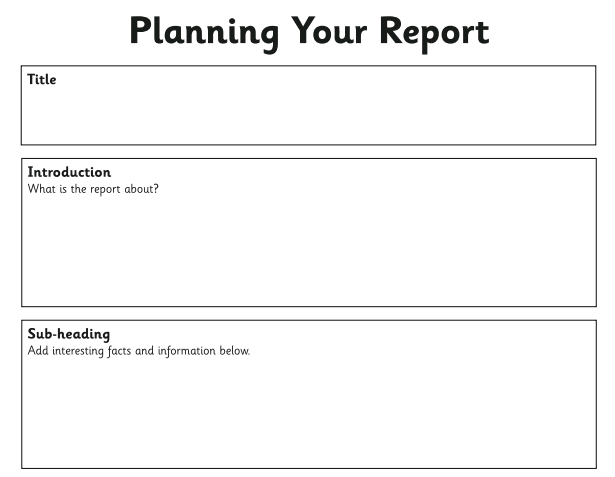 Planning Your Report
Title
Introduction
What is the report about?
Sub-heading
Add interesting facts and information below.